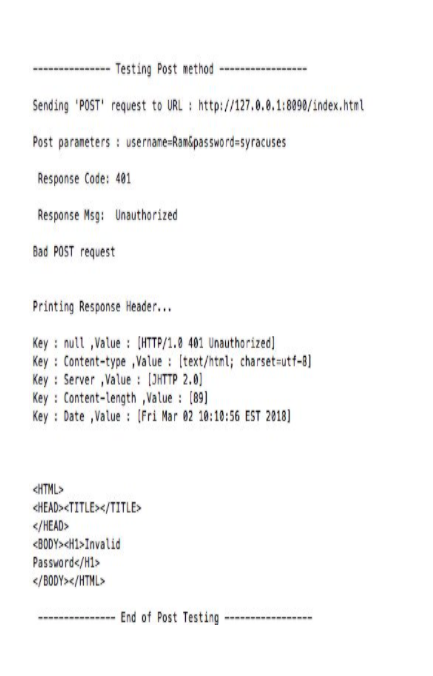 --------------- Testing Post method -----------------
Sending 'POST' request to URL : http://127.0.0.1:8090/index.html
Post parameters : username=Ram&password=syracuses
Response Code: 401
Response Msg:  Unauthorized
Bad POST request
Printing Response Header...
Key : null ,Value : [HTTP/1.0 401 Unauthorized]
Key : Content-type ,Value : [text/html; charset=utf-8]
Key : Server ,Value : [JHTTP 2.0]
Key : Content-length ,Value : [89]
Key : Date ,Value : [Fri Mar 02 10:10:56 EST 2018]
<HTML>
<HEAD><TITLE></TITLE>
</HEAD>
<BODY><H1>Invalid
Password</H1>
</BODY></HTML>
--------------- End of Post Testing -----------------